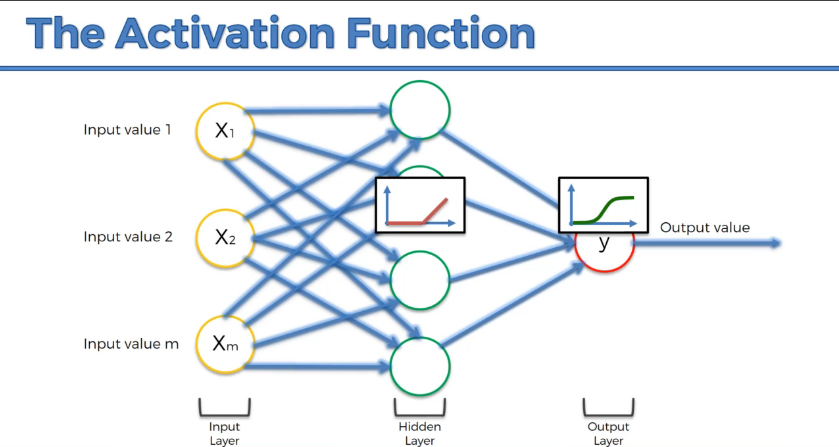 The Activation Function
Input value 1
X1
Input value 2
X2
Output value
y
Input value m
Xm
Input
Layer
Hidden
Layer
Output
Layer